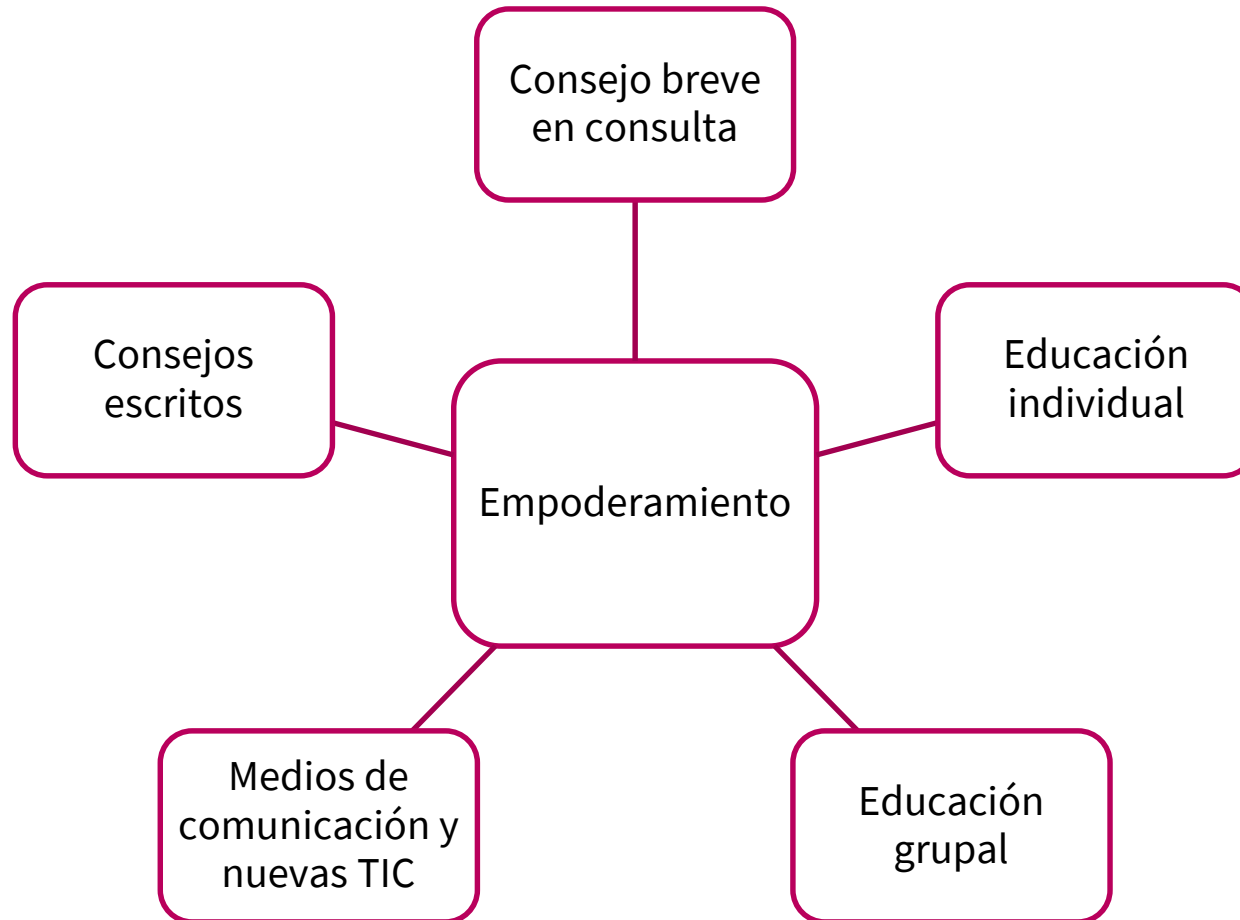 Consejo breve
en consulta
Consejos
escritos
Educación
individual
Empoderamiento
Medios de
comunicación y
nuevas TIC
Educación
grupal